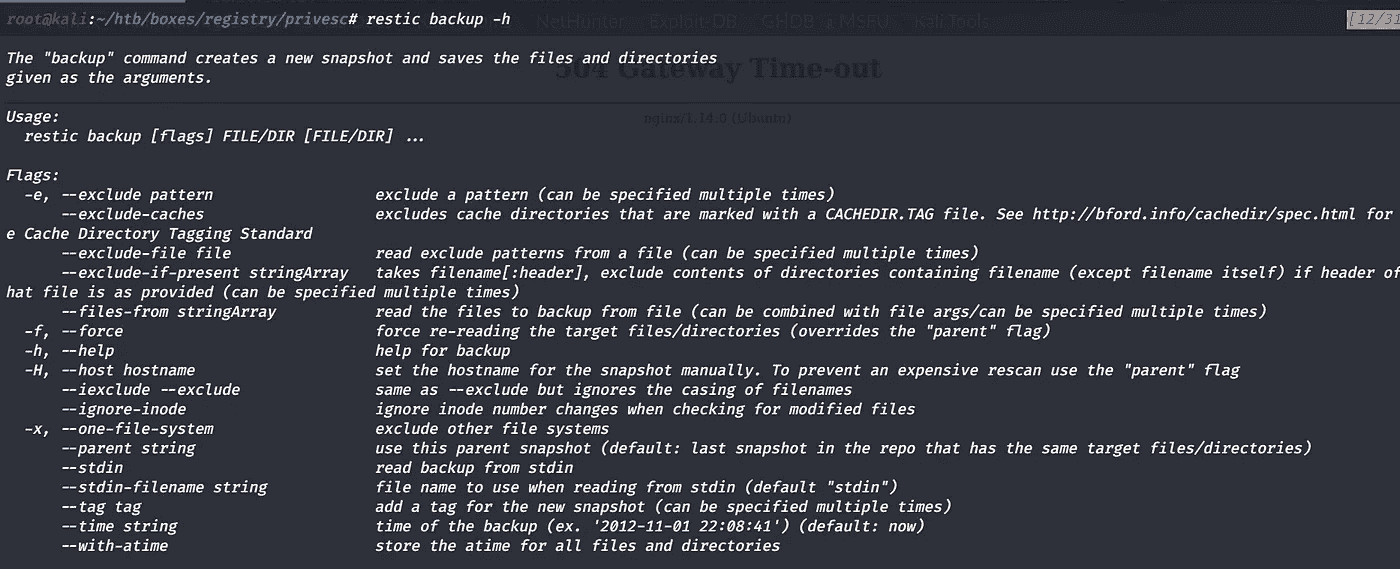 root@kali:~/htb/boxes/registry/privesc# restic backup -h
NetHunter Exploit-DB GHDB MSFU Kali Tools
[12/31
The "backup" command creates a new snapshot and saves the files and directories
given as the arguments.
504 Gateway Time-out
nginx/1.14.0 (Ubuntu)
Usage:
restic backup [flags] FILE/DIR [FILE/DIR] ...
Flags:
-e, --exclude pattern exclude a pattern (can be specified multiple times)
--exclude-caches excludes cache directories that are marked with a CACHEDIR.TAG file. See http://bford.info/cachedir/spec.html for
e Cache Directory Tagging Standard
--exclude-file file read exclude patterns from a file (can be specified multiple times)
--exclude-if-present stringArray takes filename[:header], exclude contents of directories containing filename (except filename itself) if header of
hat file is as provided (can be specified multiple times)
--files-from stringArray read the files to backup from file (can be combined with file args/can be specified multiple times)
-f, --force force re-reading the target files/directories (overrides the "parent" flag)
-h, --help help for backup
-H, --host hostname set the hostname for the snapshot manually. To prevent an expensive rescan use the "parent" flag
--iexclude --exclude same as --exclude but ignores the casing of filenames
--ignore-inode ignore inode number changes when checking for modified files
-x, --one-file-system exclude other file systems
--parent string use this parent snapshot (default: last snapshot in the repo that has the same target files/directories)
--stdin read backup from stdin
--stdin-filename string file name to use when reading from stdin (default "stdin")
--tag tag add a tag for the new snapshot (can be specified multiple times)
--time string time of the backup (ex. '2012-11-01 22:08:41') (default: now)
--with-atime store the atime for all files and directories